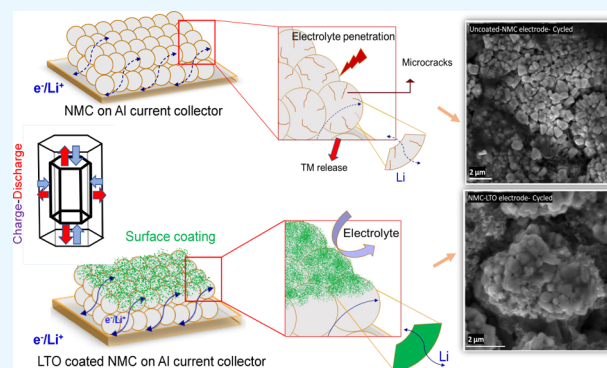 Electrolyte penetration
Microcracks
e⁻/Li⁺
NMC on Al current collector
TM release
Li
Uncoated-NMC electrode- Cycled
2 μm
Charge-Discharge
Surface coating
Electrolyte
e⁻/Li⁺
e⁻/Li⁺
LTO coated NMC on Al current collector
Li
NMC-LTO electrode- Cycled
2 μm